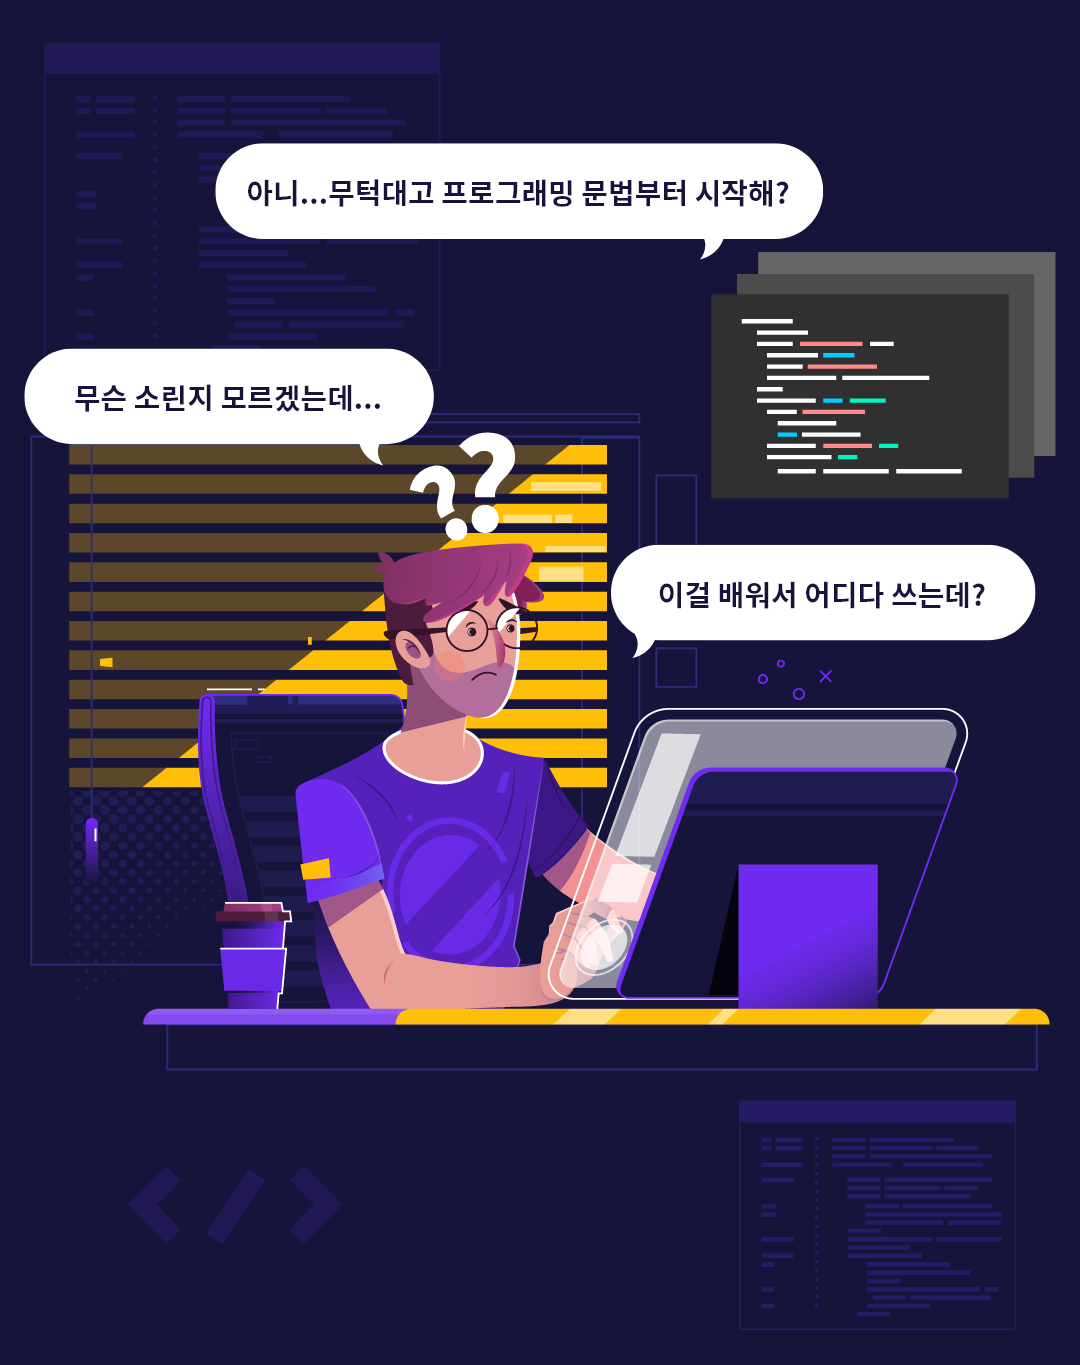 아니...무턱대고 프로그래밍 문법부터 시작해?
무슨 소린지 모르겠는데...
??
이걸 배워서 어디다 쓰는데?
</>